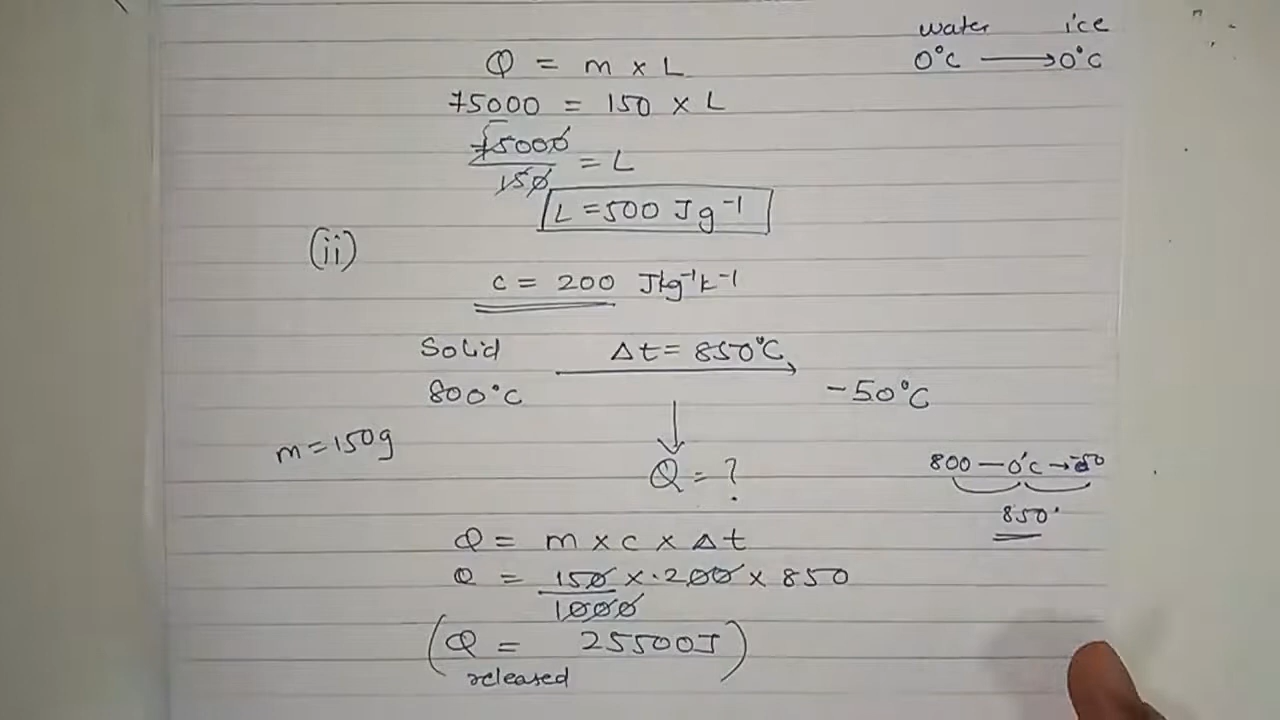 water ice
0°C ⟶ 0°C
Q = m × L
75000 = 150 × L
75000/150 = L
L = 500 Jg⁻¹
(ii)
c = 200 Jkg⁻¹k⁻¹
Solid Δt = 850°C
800°C ⟶ -50°C
m = 150g
Q = ?
800 — 0°C → -50
850°
Q = m × c × Δt
Q = 150/1000 × 200 × 850
(Q = 25500J)
released